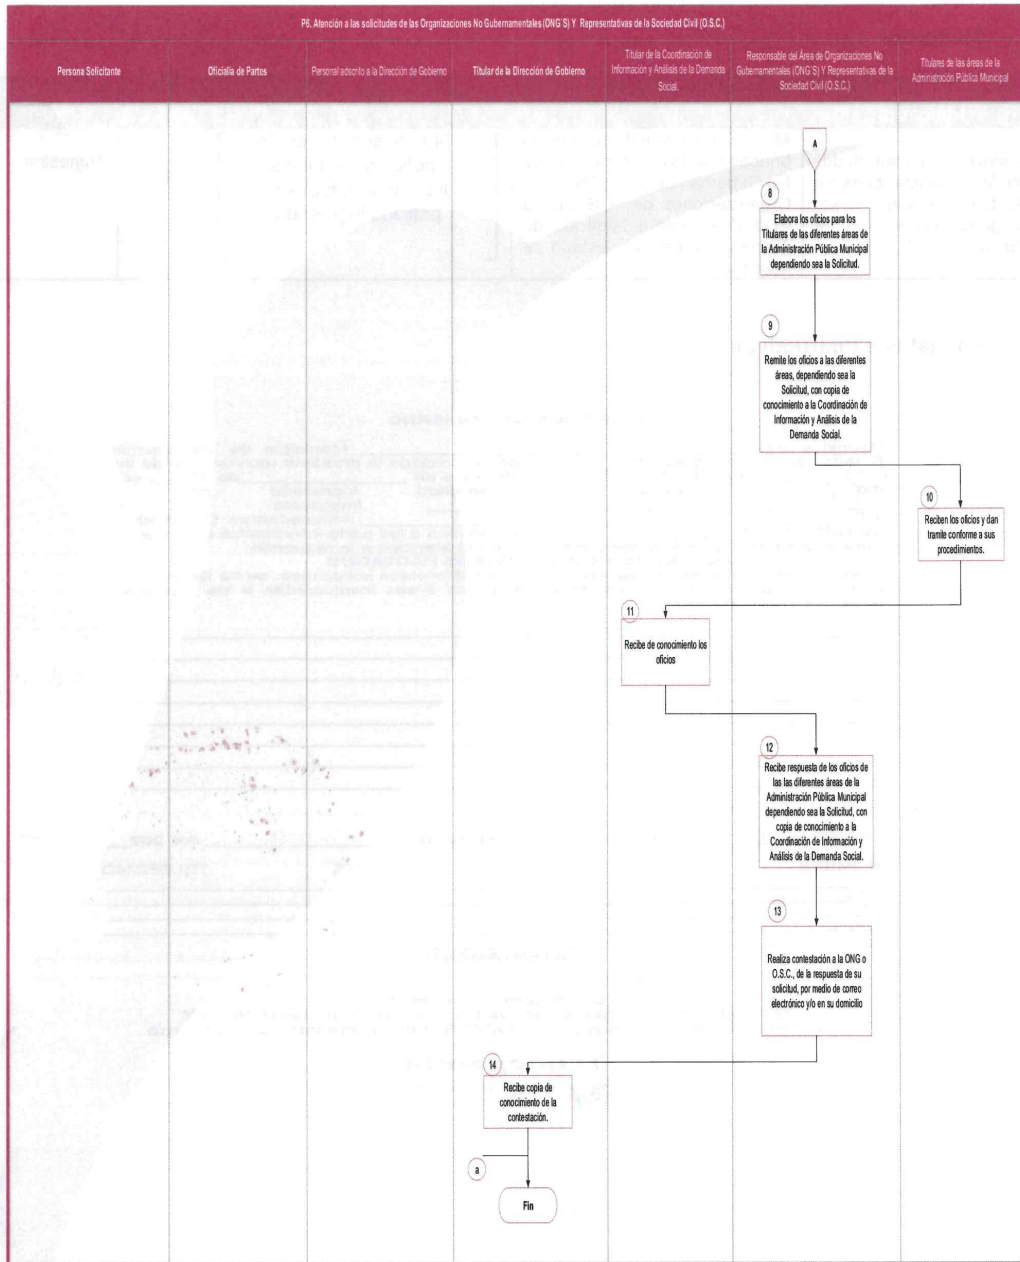 P6. Atención a las solicitudes de las Organizaciones No Gubernamentales (ONG´S) Y Representativas de la Sociedad Civil (O.S.C.)
Persona Solicitante
Oficialía de Partes
Personal adscrito a la Dirección de Gobierno
Titular de la Dirección de Gobierno
Titular de la Coordinación de
Información y Análisis de la Demanda
Social.
Responsable del Área de Organizaciones No
Gubernamentales (ONG´S) Y Representativas de la
Sociedad Civil (O.S.C.)
Titulares de las áreas de la
Administración Pública Municipal
A
8
Elabora los oficios para los
Titulares de las diferentes áreas de
la Administración Pública Municipal
dependiendo sea la Solicitud.
9
Remite los oficios a las diferentes
áreas, dependiendo sea la
Solicitud, con copia de
conocimiento a la Coordinación de
Información y Análisis de la
Demanda Social.
10
Reciben los oficios y dan
tramite conforme a sus
procedimientos.
11
Recibe de conocimiento los
oficios
12
Recibe respuesta de los oficios de
las las diferentes áreas de la
Administración Pública Municipal
dependiendo sea la Solicitud, con
copia de conocimiento a la
Coordinación de Información y
Análisis de la Demanda Social.
13
Realiza contestación a la ONG o
O.S.C., de la respuesta de su
solicitud, por medio de correo
electrónico y/o en su domicilio
14
Recibe copia de
conocimiento de la
contestación.
a
Fin